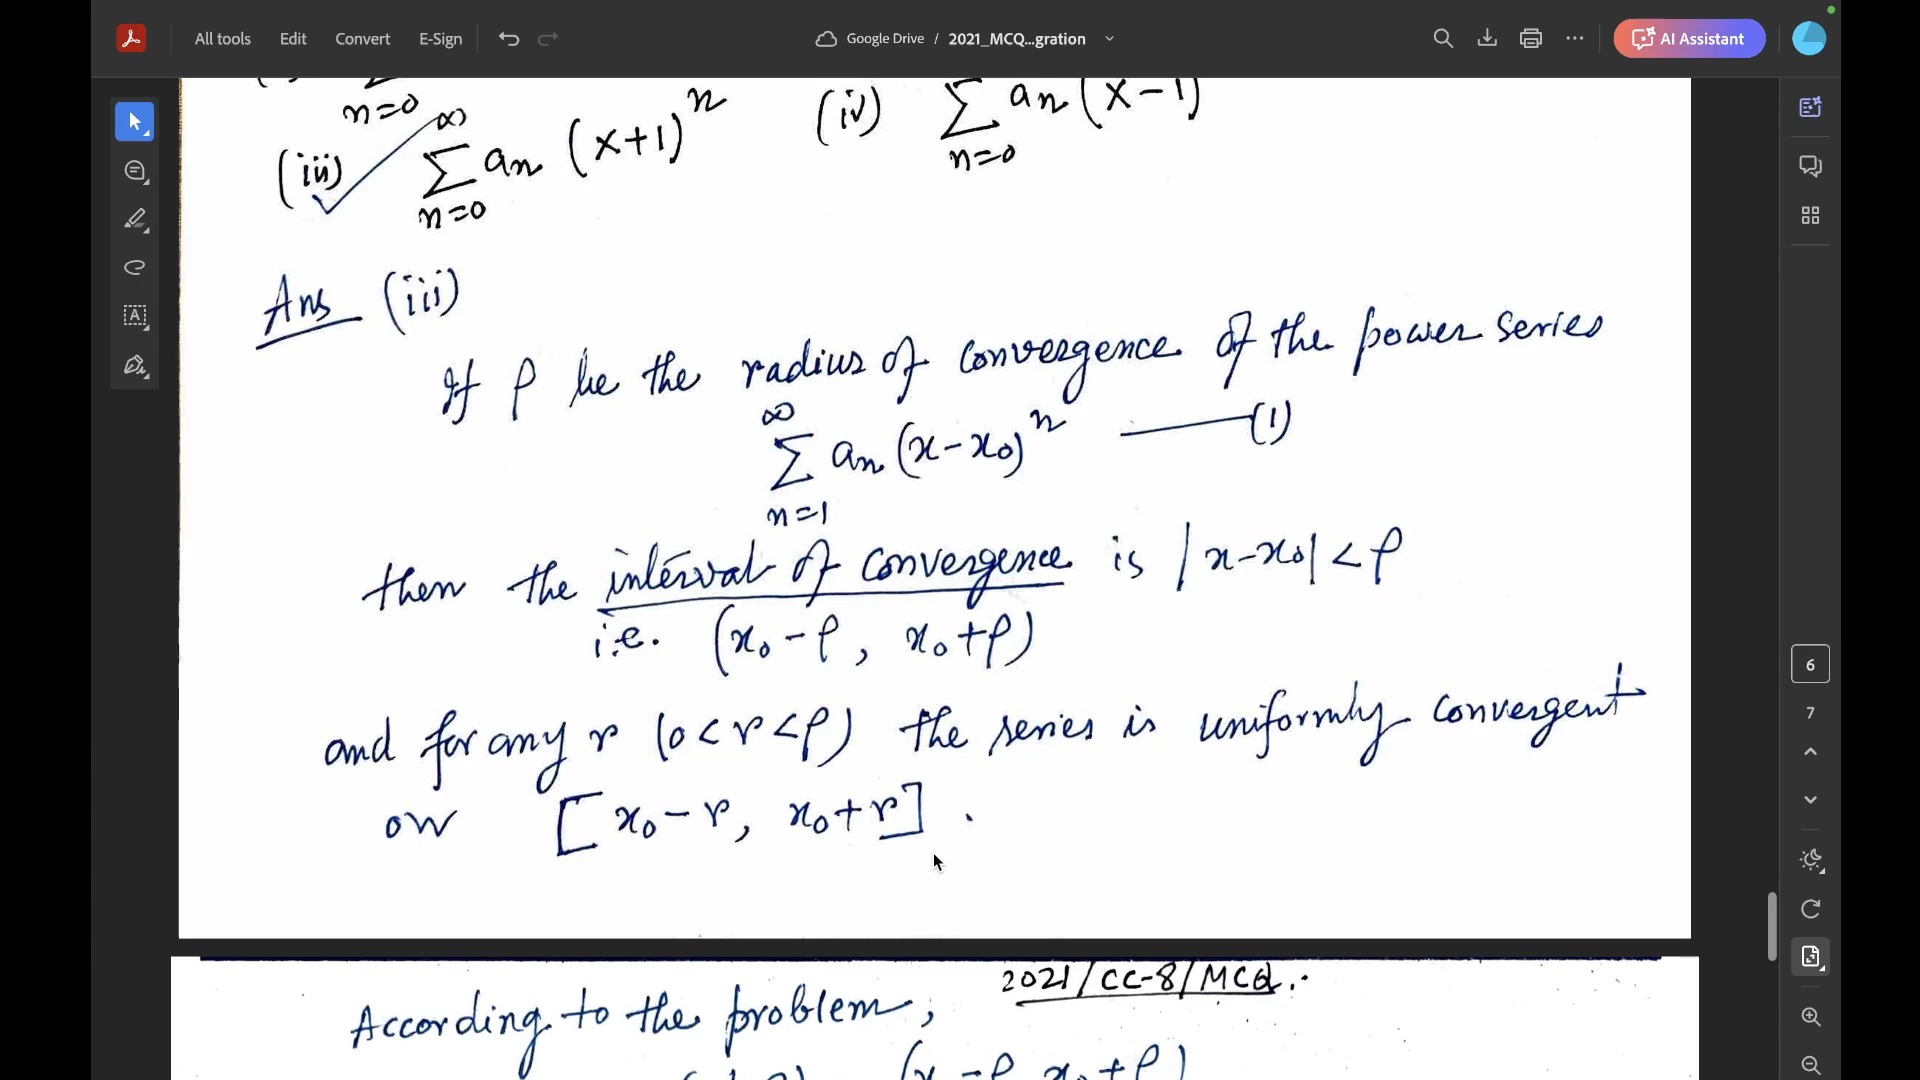 All tools Edit Convert E-Sign Google Drive / 2021_MCQ...gration AI Assistant
n=0
(iii) ∞ Σ n=0 an (x+1)^n (iv) Σ n=0 an (x-1)
Ans (iii)
If ρ be the radius of convergence of the power series
∞ Σ n=1 an (x-x0)^n —— (1)
then the interval of convergence is |x-x0| < ρ
i.e. (x0-ρ, x0+ρ)
and for any r (0<r<ρ) the series is uniformly convergent
on [x0-r, x0+r].
6
7
2021/CC-8/MCQ.
According to the problem,
(x0-ρ, x0+ρ)